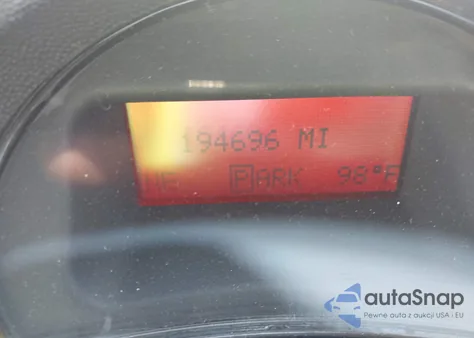 194696 MI
E PARK 98°F
autaSnap
Pewne auta z aukcji USA i EU